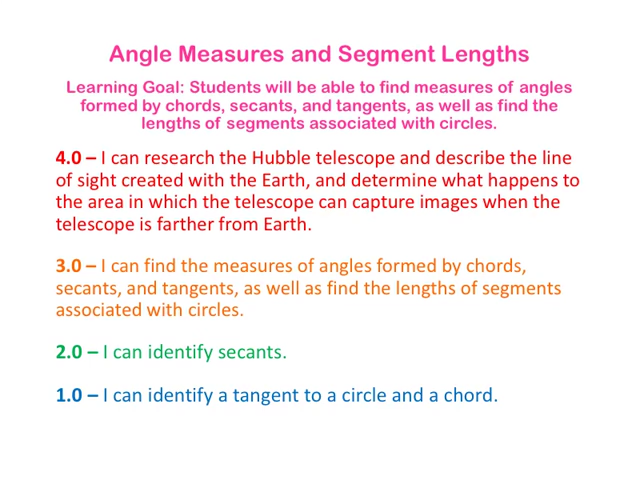 Angle Measures and Segment Lengths
Learning Goal: Students will be able to find measures of angles
formed by chords, secants, and tangents, as well as find the
lengths of segments associated with circles.
4.0 – I can research the Hubble telescope and describe the line
of sight created with the Earth, and determine what happens to
the area in which the telescope can capture images when the
telescope is farther from Earth.
3.0 – I can find the measures of angles formed by chords,
secants, and tangents, as well as find the lengths of segments
associated with circles.
2.0 – I can identify secants.
1.0 – I can identify a tangent to a circle and a chord.